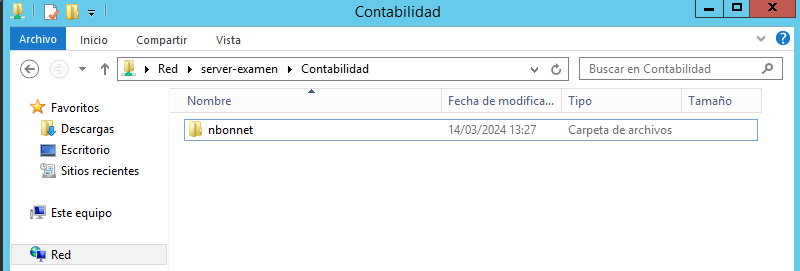 Contabilidad
Archivo Inicio Compartir Vista
Red server-examen Contabilidad Buscar en Contabilidad
Nombre Fecha de modifica... Tipo Tamaño
nbonnet 14/03/2024 13:27 Carpeta de archivos
Favoritos
Descargas
Escritorio
Sitios recientes
Este equipo
Red